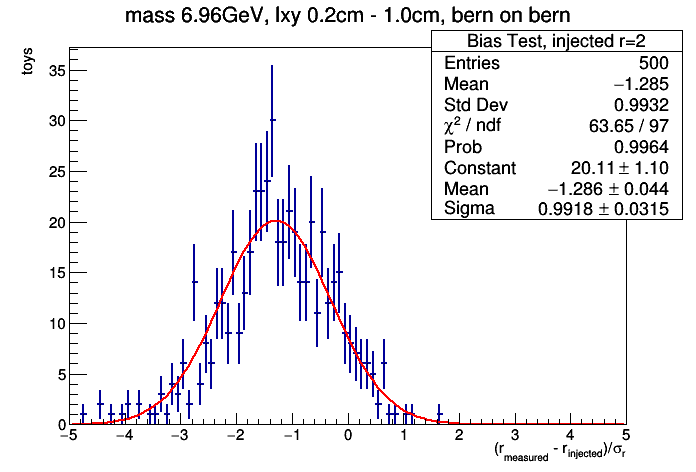 mass 6.96GeV, lxy 0.2cm - 1.0cm, bern on bern
Bias Test, injected r=2
Entries 500
Mean −1.285
Std Dev 0.9932
χ² / ndf 63.65 / 97
Prob 0.9964
Constant 20.11 ± 1.10
Mean −1.286 ± 0.044
Sigma 0.9918 ± 0.0315
toys
35
30
25
20
15
10
5
0
−5 −4 −3 −2 −1 0 1 2 3 4 5
(r_measured - r_injected)/σ_r